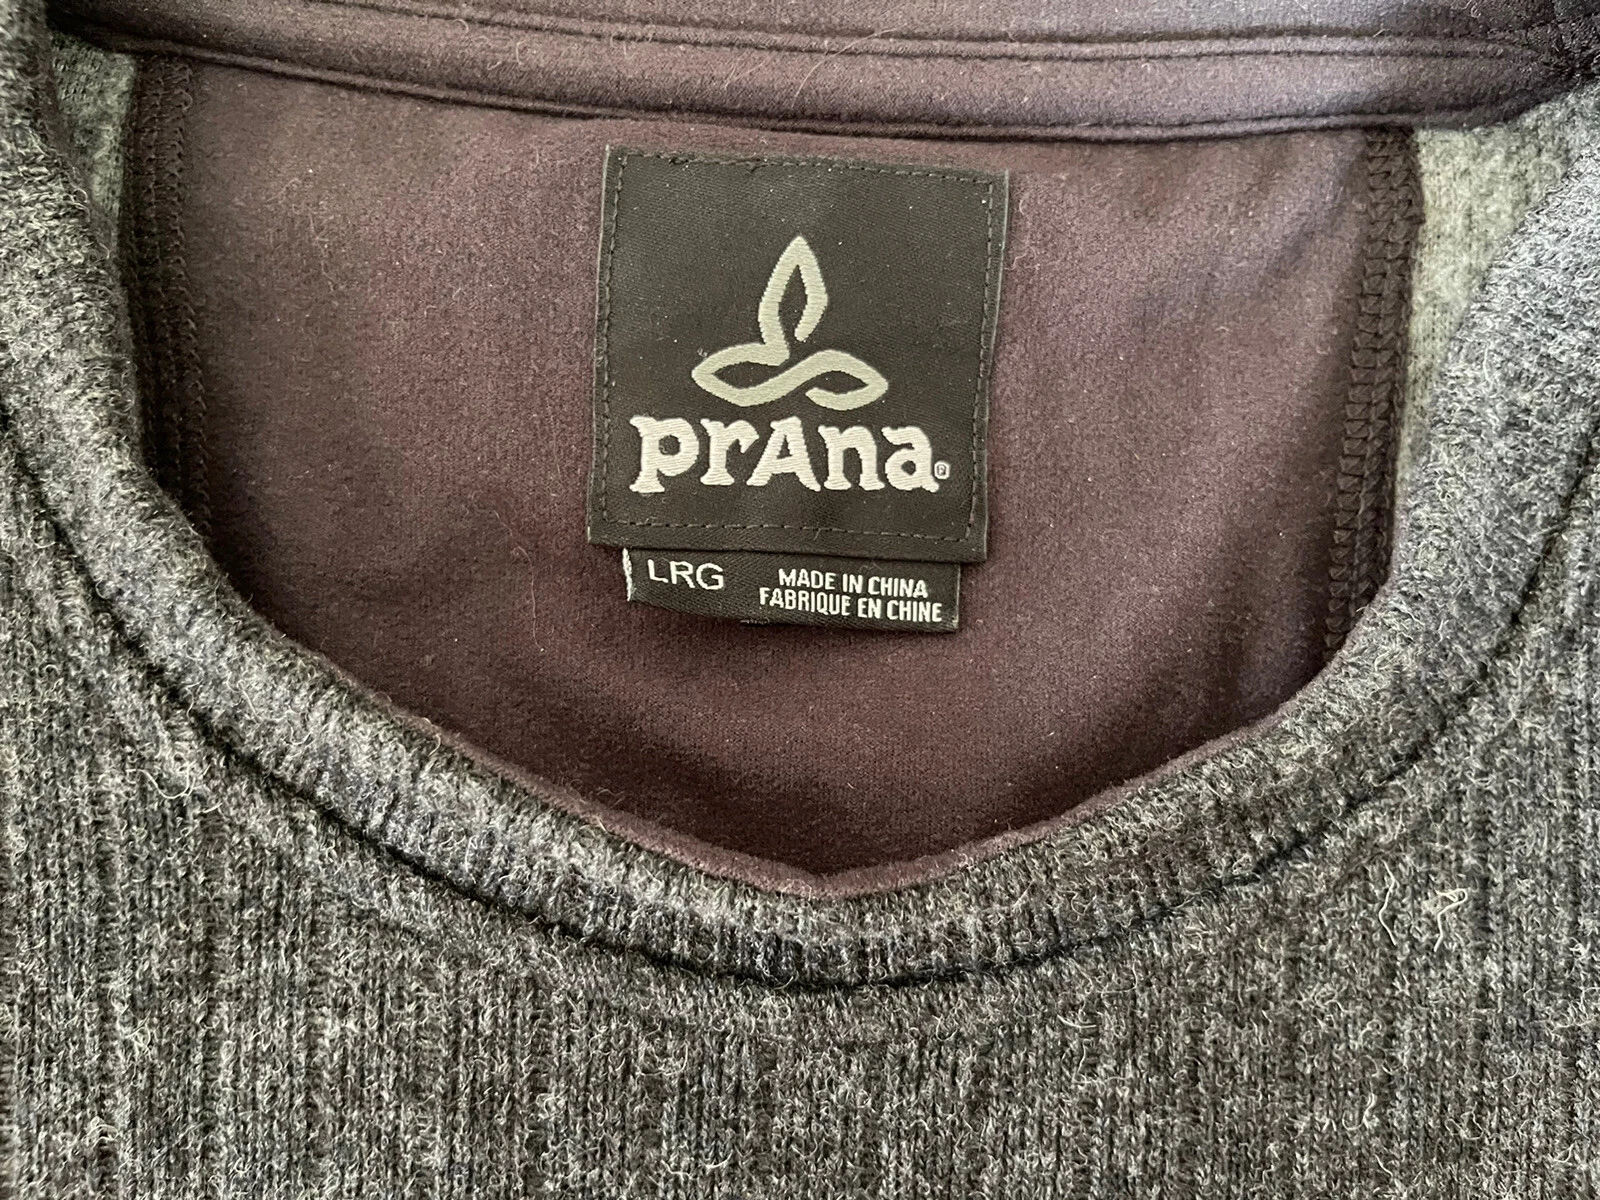 prAna®
LRG
MADE IN CHINA
FABRIQUE EN CHINE